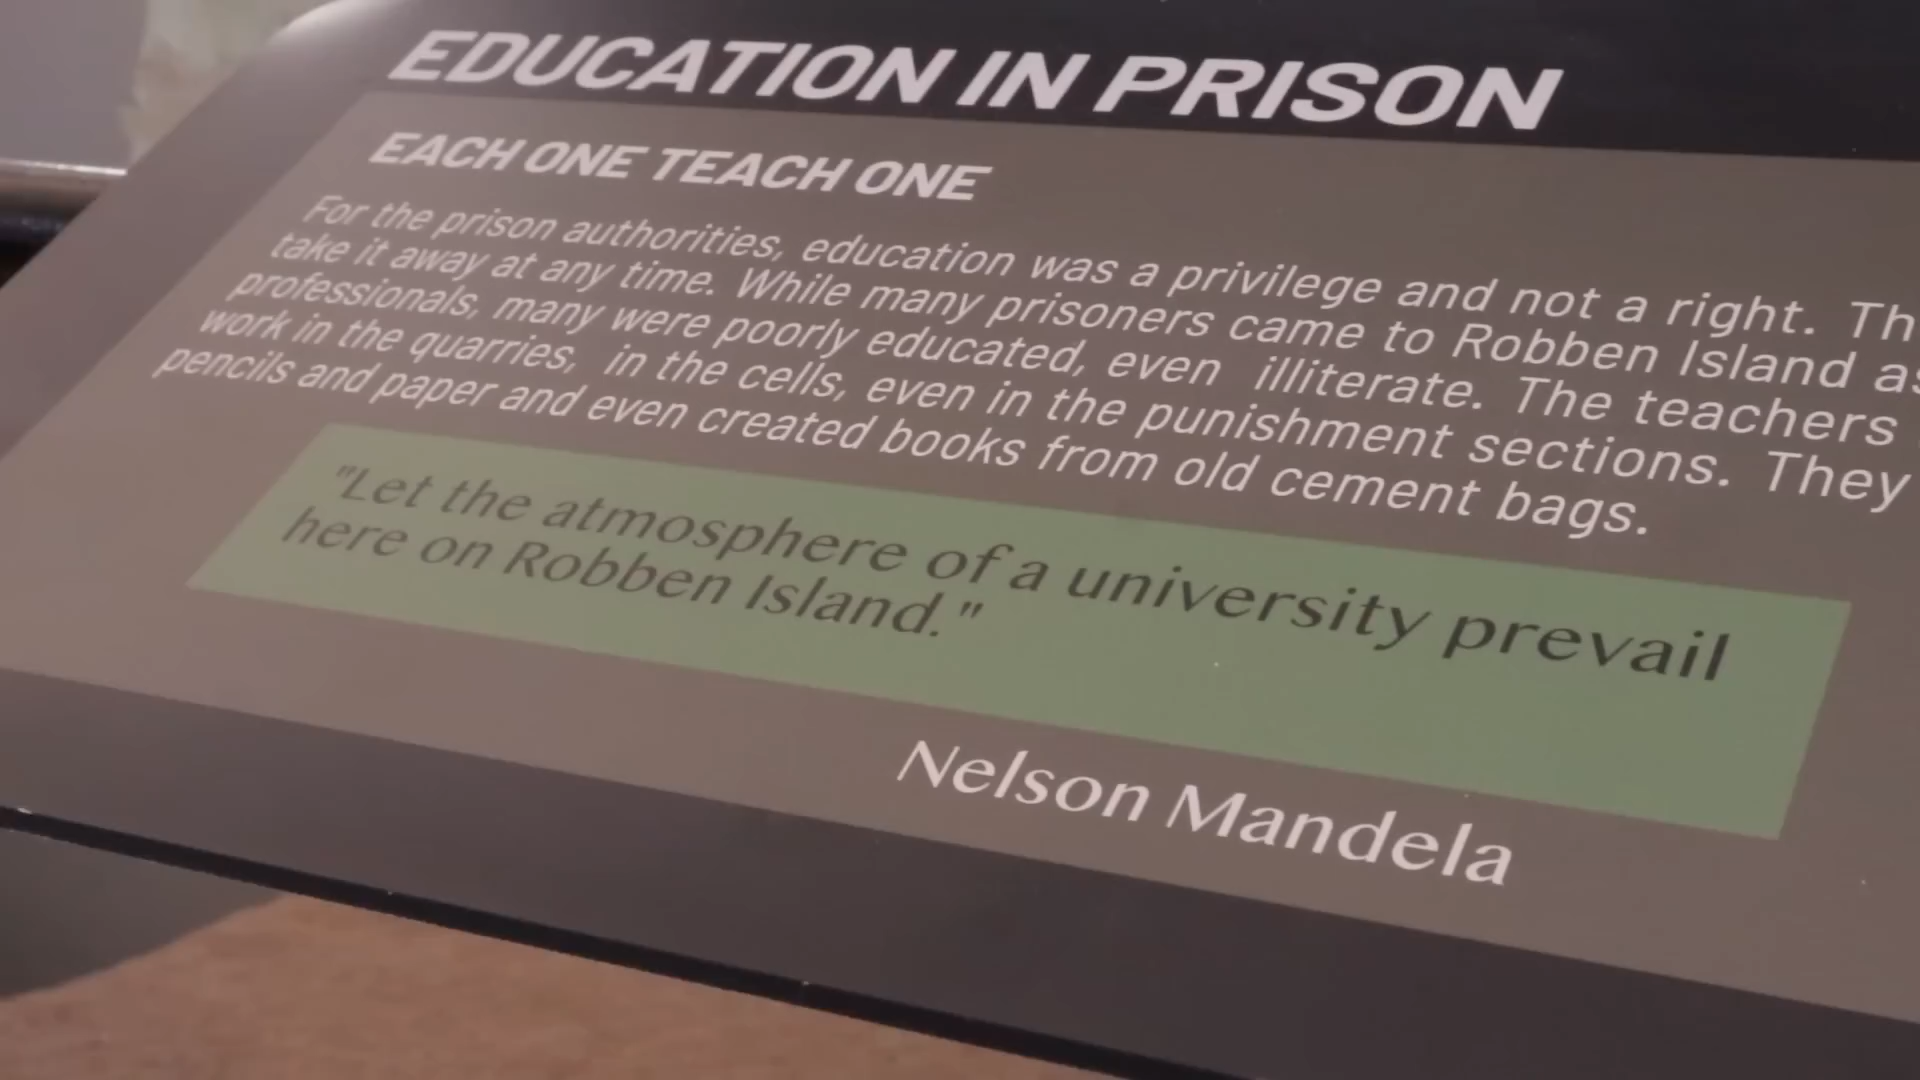 EDUCATION IN PRISON
EACH ONE TEACH ONE
For the prison authorities, education was a privilege and not a right. Th
take it away at any time. While many prisoners came to Robben Island as
professionals, many were poorly educated, even illiterate. The teachers
work in the quarries, in the cells, even in the punishment sections. They
pencils and paper and even created books from old cement bags.
"Let the atmosphere of a university prevail
here on Robben Island."
Nelson Mandela